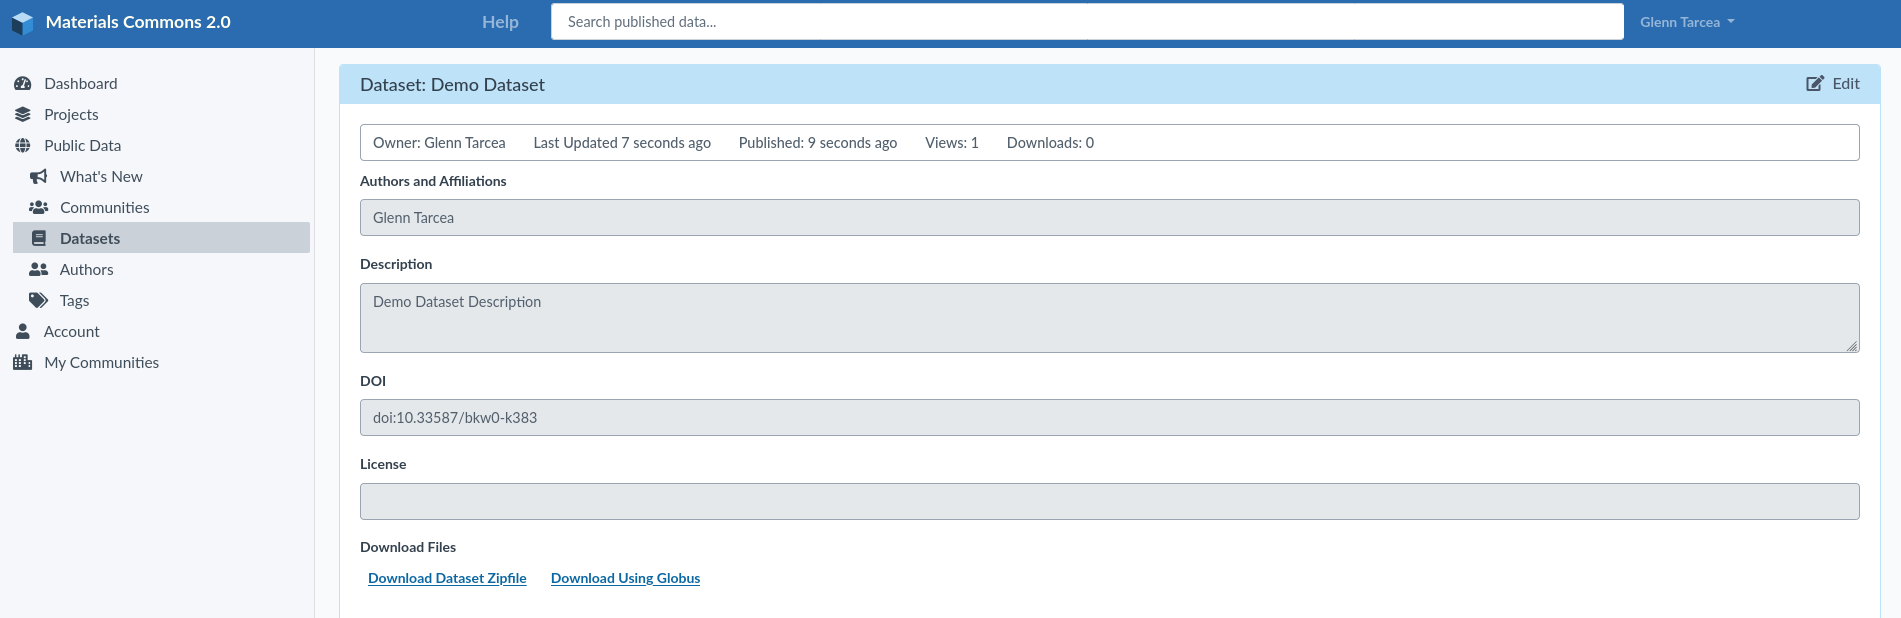 Materials Commons 2.0
Help
Search published data...
Glenn Tarcea
Dashboard
Projects
Public Data
What's New
Communities
Datasets
Authors
Tags
Account
My Communities
Dataset: Demo Dataset
Edit
Owner: Glenn Tarcea Last Updated 7 seconds ago Published: 9 seconds ago Views: 1 Downloads: 0
Authors and Affiliations
Glenn Tarcea
Description
Demo Dataset Description
DOI
doi:10.33587/bkw0-k383
License
Download Files
Download Dataset Zipfile Download Using Globus